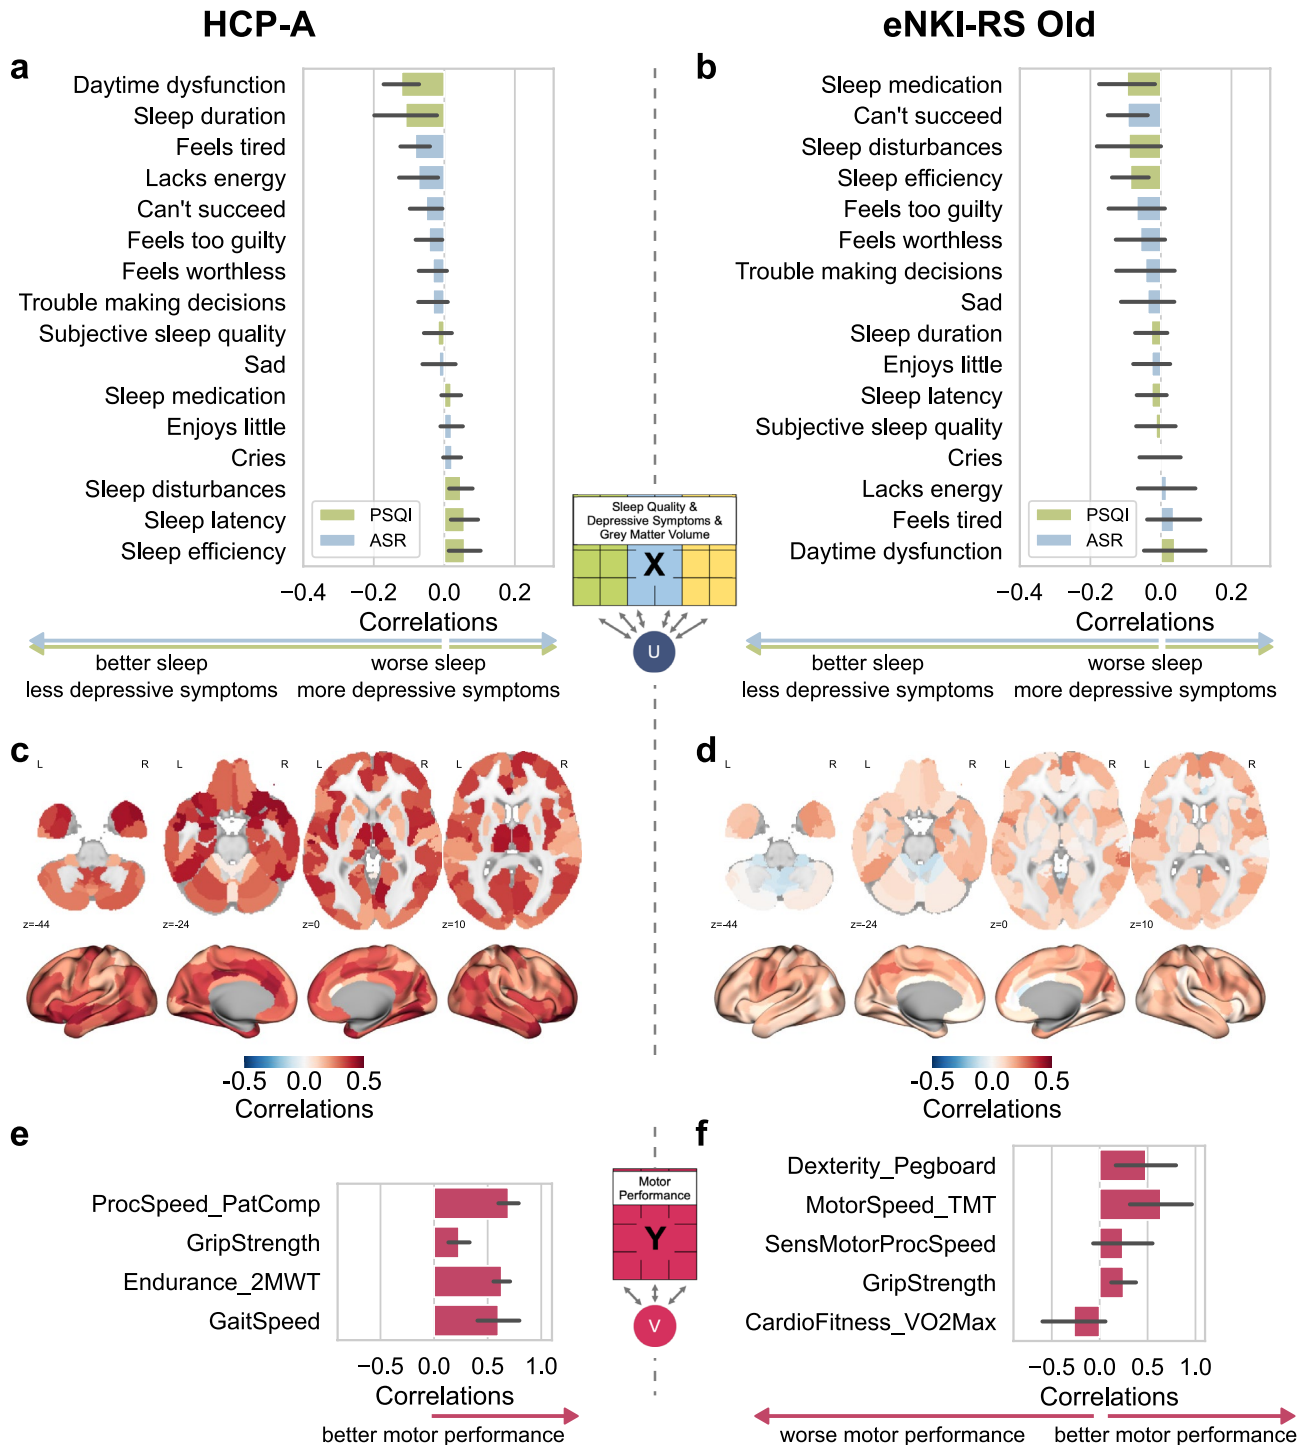 HCP-A
eNKI-RS Old
a
Daytime dysfunction
Sleep duration
Feels tired
Lacks energy
Can't succeed
Feels too guilty
Feels worthless
Trouble making decisions
Subjective sleep quality
Sad
Sleep medication
Enjoys little
Cries
Sleep disturbances
Sleep latency
Sleep efficiency
PSQI
ASR
−0.4 −0.2 0.0 0.2
Correlations
better sleep
less depressive symptoms
worse sleep
more depressive symptoms
Sleep Quality &
Depressive Symptoms &
Grey Matter Volume
X
U
b
Sleep medication
Can't succeed
Sleep disturbances
Sleep efficiency
Feels too guilty
Feels worthless
Trouble making decisions
Sad
Sleep duration
Enjoys little
Sleep latency
Subjective sleep quality
Cries
Lacks energy
Feels tired
Daytime dysfunction
PSQI
ASR
−0.4 −0.2 0.0 0.2
Correlations
better sleep
less depressive symptoms
worse sleep
more depressive symptoms
c
L R L R L R L R
z=-44 z=-24 z=0 z=10
-0.5 0.0 0.5
Correlations
d
L R L R L R L R
z=-44 z=-24 z=0 z=10
-0.5 0.0 0.5
Correlations
e
ProcSpeed_PatComp
GripStrength
Endurance_2MWT
GaitSpeed
−0.5 0.0 0.5 1.0
Correlations
better motor performance
Motor
Performance
Y
V
f
Dexterity_Pegboard
MotorSpeed_TMT
SensMotorProcSpeed
GripStrength
CardioFitness_VO2Max
−0.5 0.0 0.5 1.0
Correlations
worse motor performance better motor performance